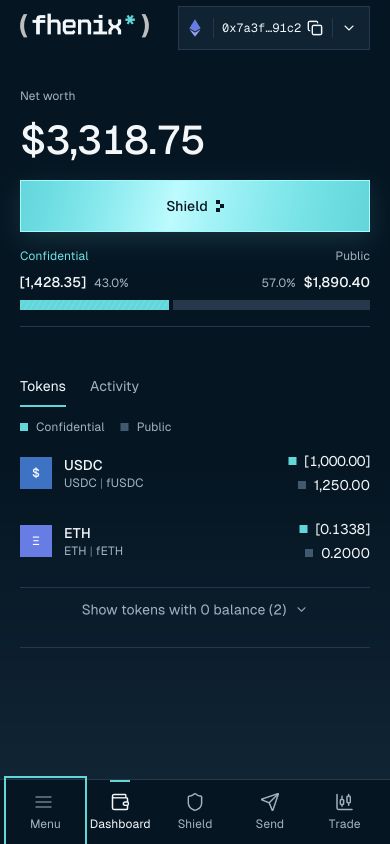 (fhenix*)
0x7a3f…91c2
Net worth
$3,318.75
Shield
Confidential Public
[1,428.35] 43.0% 57.0% $1,890.40
Tokens Activity
Confidential Public
$ USDC [1,000.00]
USDC | fUSDC 1,250.00
Ξ ETH [0.1338]
ETH | fETH 0.2000
Show tokens with 0 balance (2)
Menu Dashboard Shield Send Trade